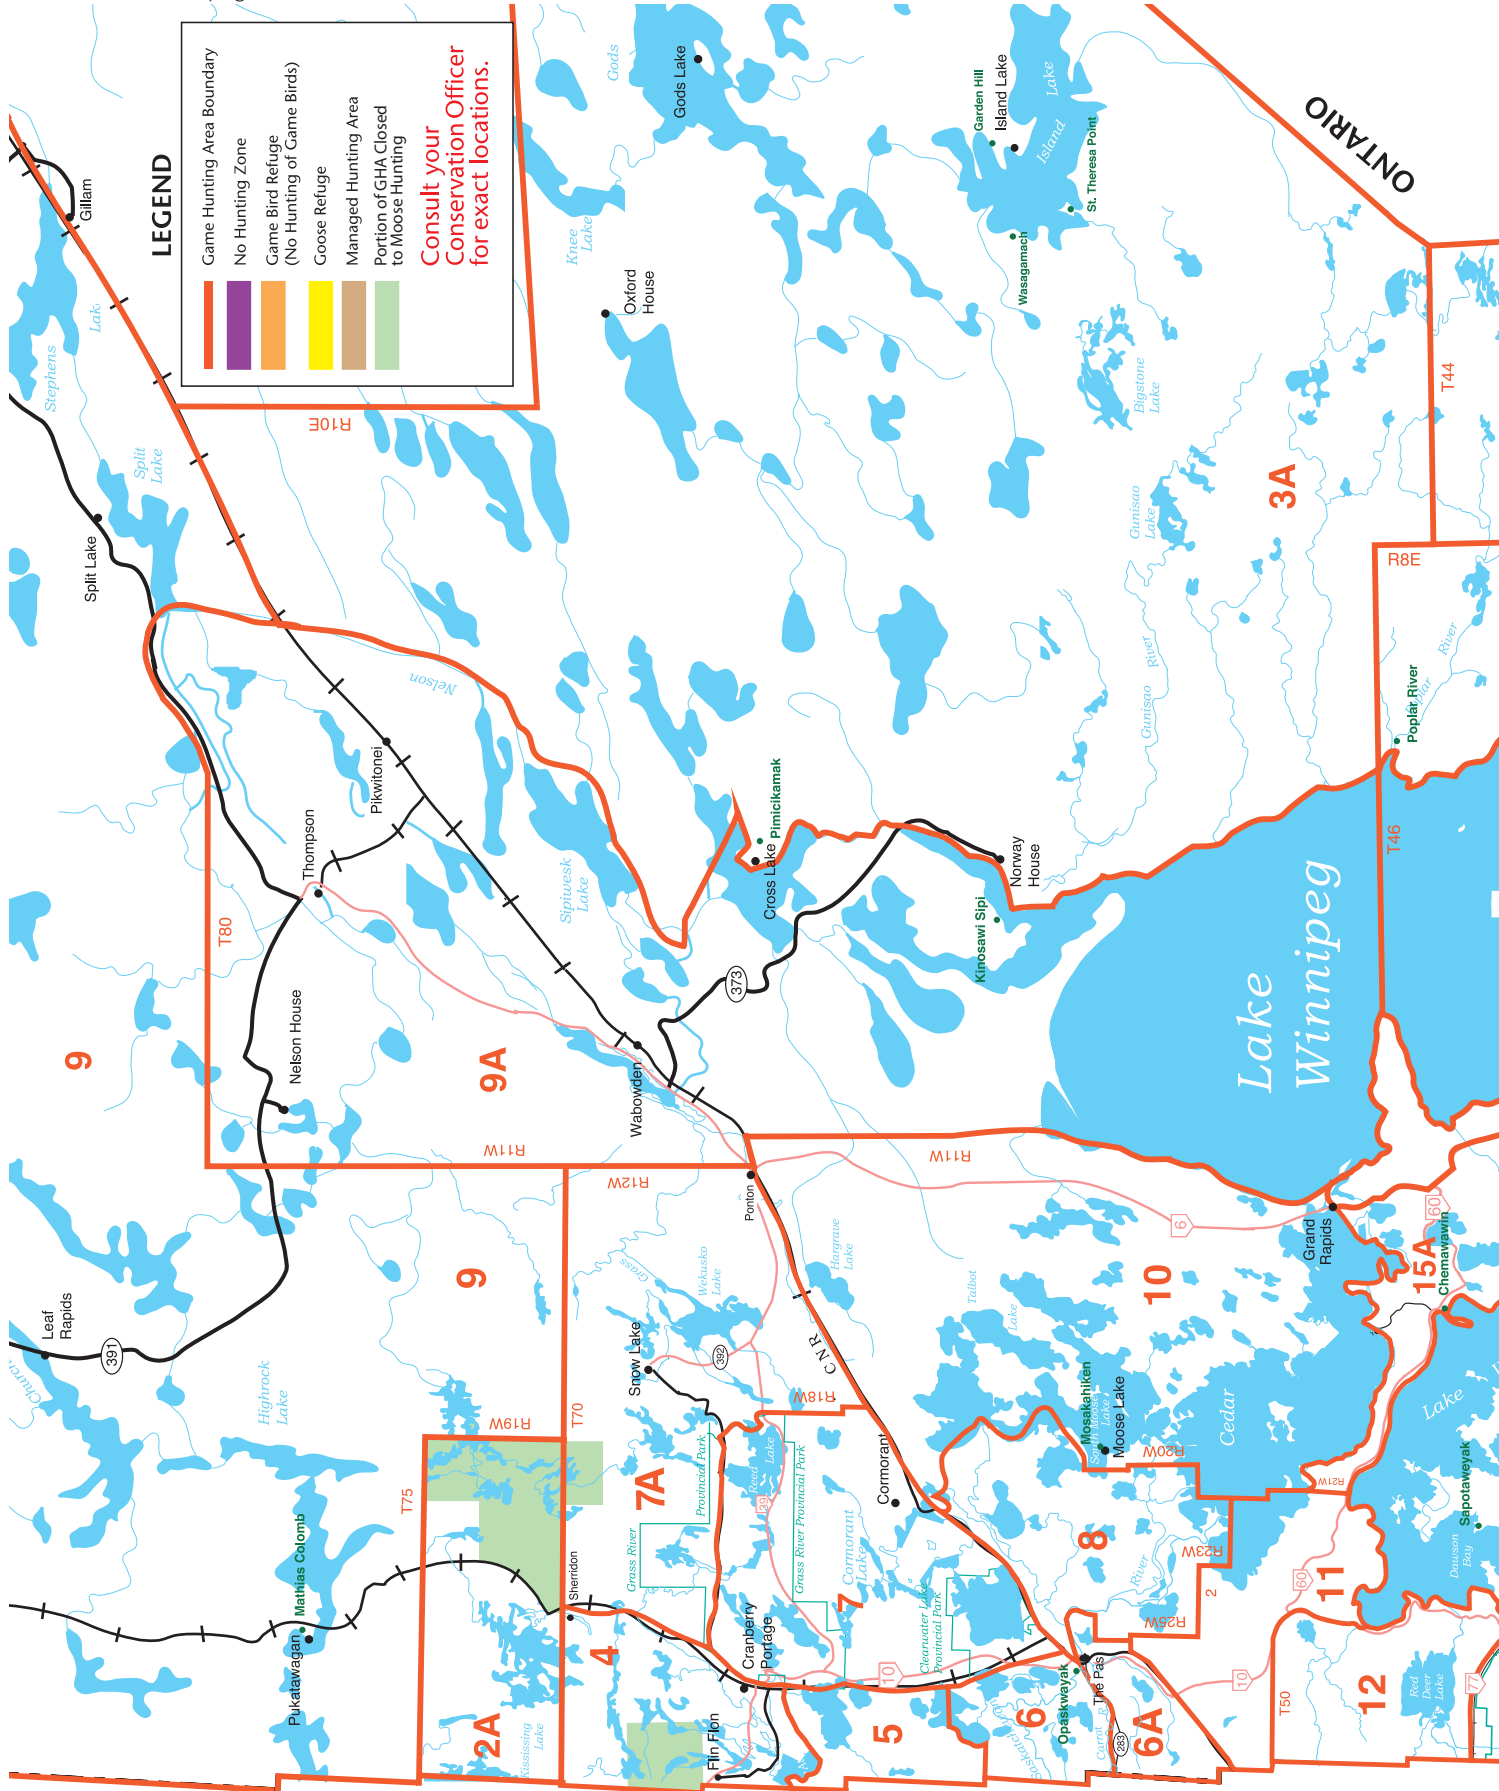 LEGEND
Game Hunting Area Boundary
No Hunting Zone
Game Bird Refuge
(No Hunting of Game Birds)
Goose Refuge
Managed Hunting Area
Portion of GHA Closed
to Moose Hunting
Consult your
Conservation Officer
for exact locations.
Gillam
Stephens
Lak
Split
Lake
Split Lake
R10E
Gods
Gods Lake
Knee
Lake
Oxford
House
Garden Hill
Island Lake
Island
Lake
St. Theresa Point
Wasagamach
ONTARIO
Bigstone
Lake
Gunisao
Lake
3A
T44
R8E
Gunisao
River
Poplar River
River
T46
Nelson
Pikwitonei
Thompson
T80
Nelson House
9
9A
R11W
Sipiwesk
Lake
Pimicikamak
Cross Lake
Norway
House
Kinosawi Sipi
373
Wabowden
Lake
Winnipeg
R12W
R11W
Ponton
6
Leaf
Rapids
391
Church
Highrock
Lake
9
R19W
T70
T75
Grass
Wekusko
Lake
Snow Lake
392
Hargrave
Lake
C N R
R18W
Talbot
Lake
10
Grand
Rapids
60
15A
Chemawawin
Mosakahiken
South Moose
Lake
Moose Lake
R20W
Cedar
Lake
R21W
Mathias Colomb
Pukatawagan
2A
Kississing
Lake
Sherridon
4
7A
Grass River
Provincial Park
Reed
Lake
39
Grass River Provincial Park
Cormorant
Cormorant
Lake
7
Cranberry
Portage
Flin Flon
Clearwater Lake
Provincial Park
10
5
6
Opaskwayak
The Pas
Carrot R
283
6A
8
River
R23W
R25W
2
10
T50
60
11
Dawson
Bay
Sapotaweyak
12
Red
Deer
Lake
77